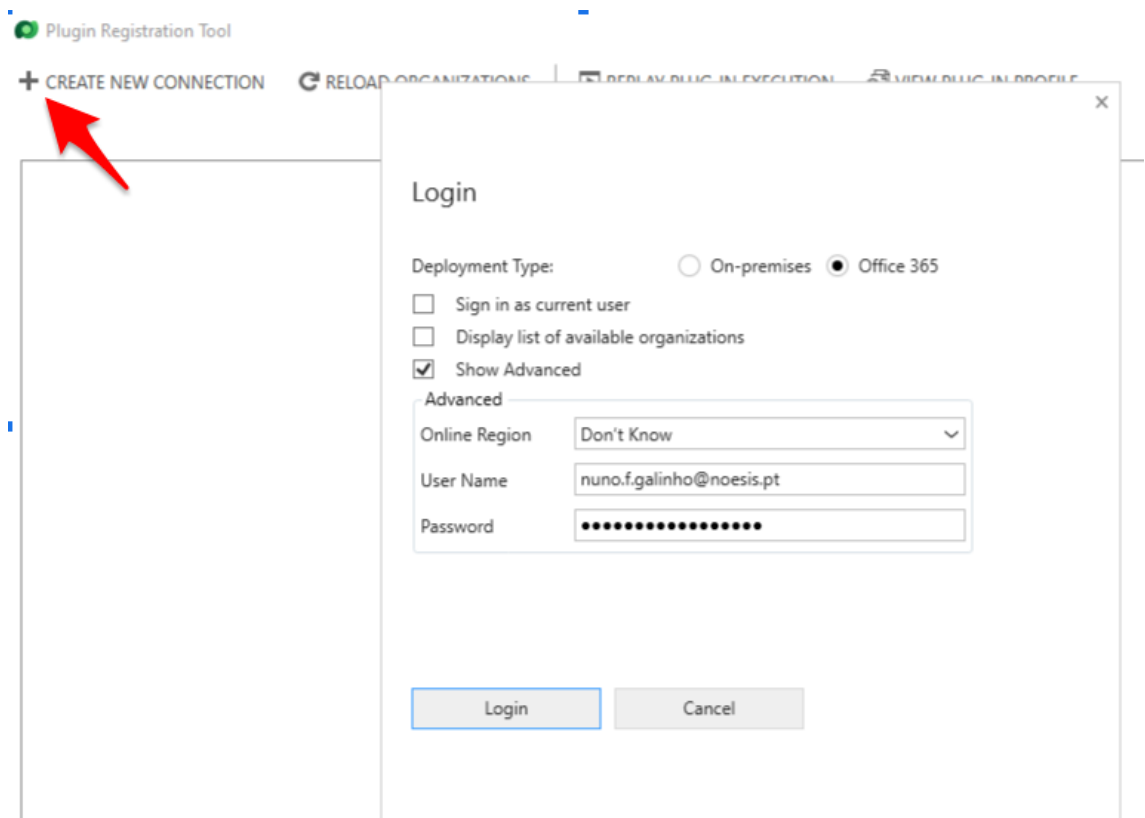 Plugin Registration Tool
CREATE NEW CONNECTION RELOAD ORGANIZATIONS REPLAY PLUG-IN EXECUTION VIEW PLUG-IN PROFILE
Login
Deployment Type: On-premises Office 365
Sign in as current user
Display list of available organizations
Show Advanced
Advanced
Online Region Don't Know
User Name nuno.f.galinho@noesis.pt
Password •••••••••••••••••
Login Cancel